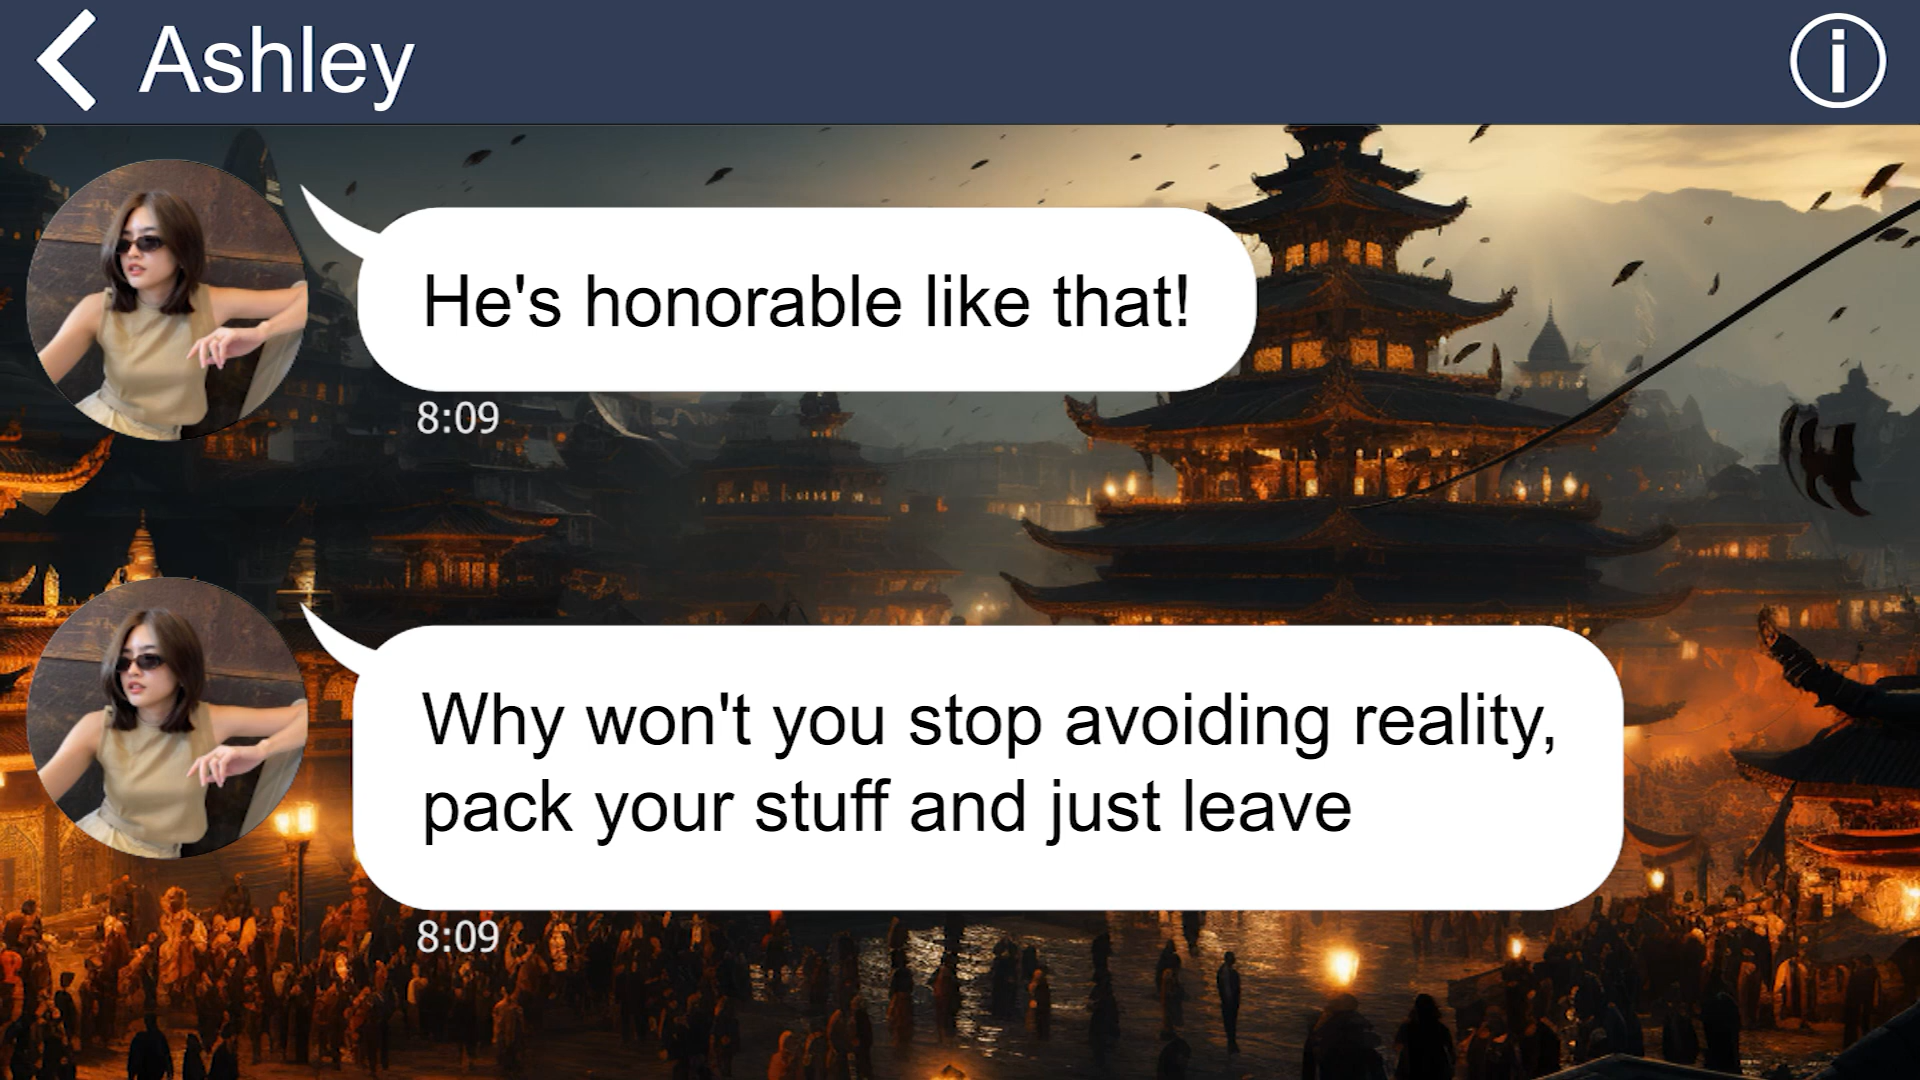 Ashley
He's honorable like that!
8:09
Why won't you stop avoiding reality,
pack your stuff and just leave
8:09